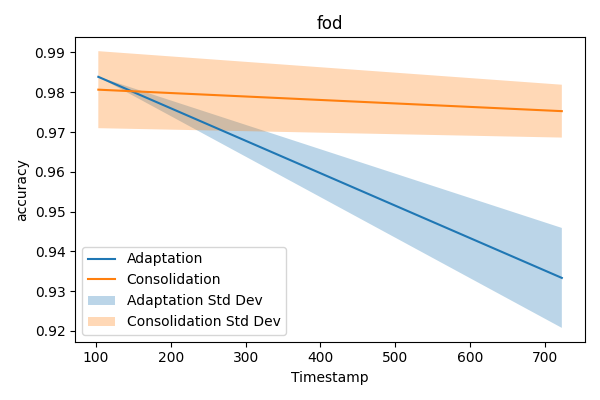 fod
0.99
0.98
0.97
0.96
0.95
0.94
0.93
0.92
accuracy
Adaptation
Consolidation
Adaptation Std Dev
Consolidation Std Dev
100 200 300 400 500 600 700
Timestamp